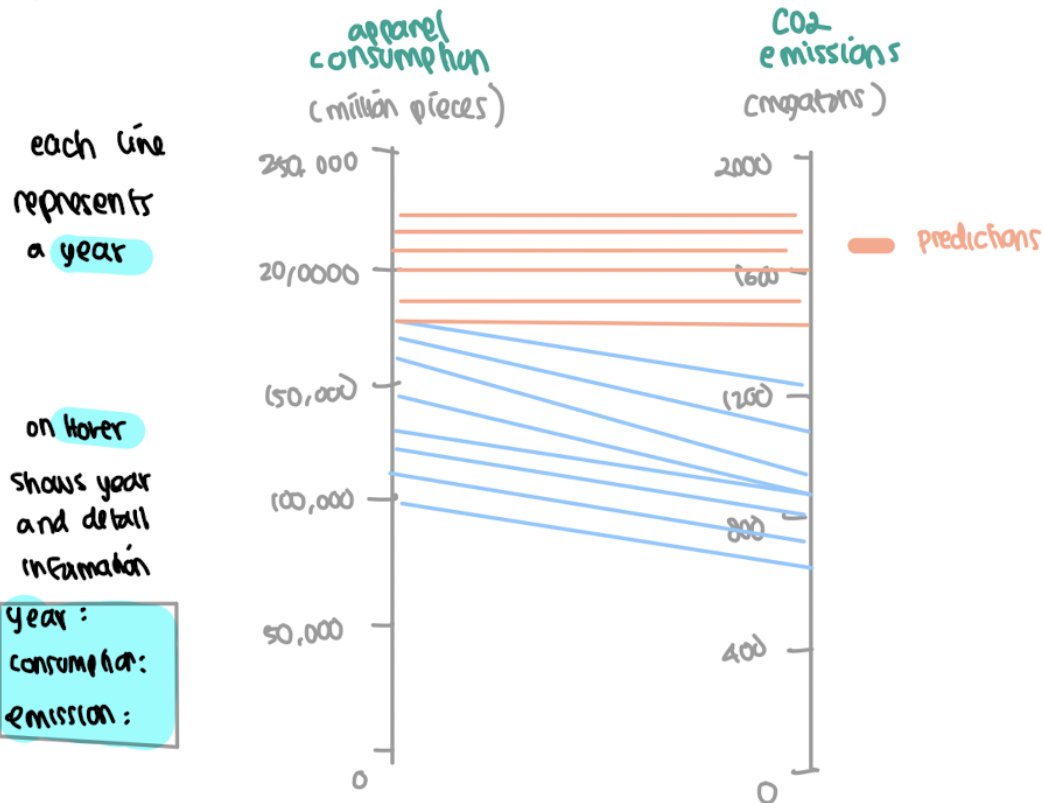 apparel
consumption
(million pieces)
CO2
emissions
(megatons)
each line
represents
a year
on Hover
shows year
and detail
information
year :
consumption:
emission :
250,000
20,0000
150,000
100,000
50,000
0
2000
1600
1200
800
400
0
predictions